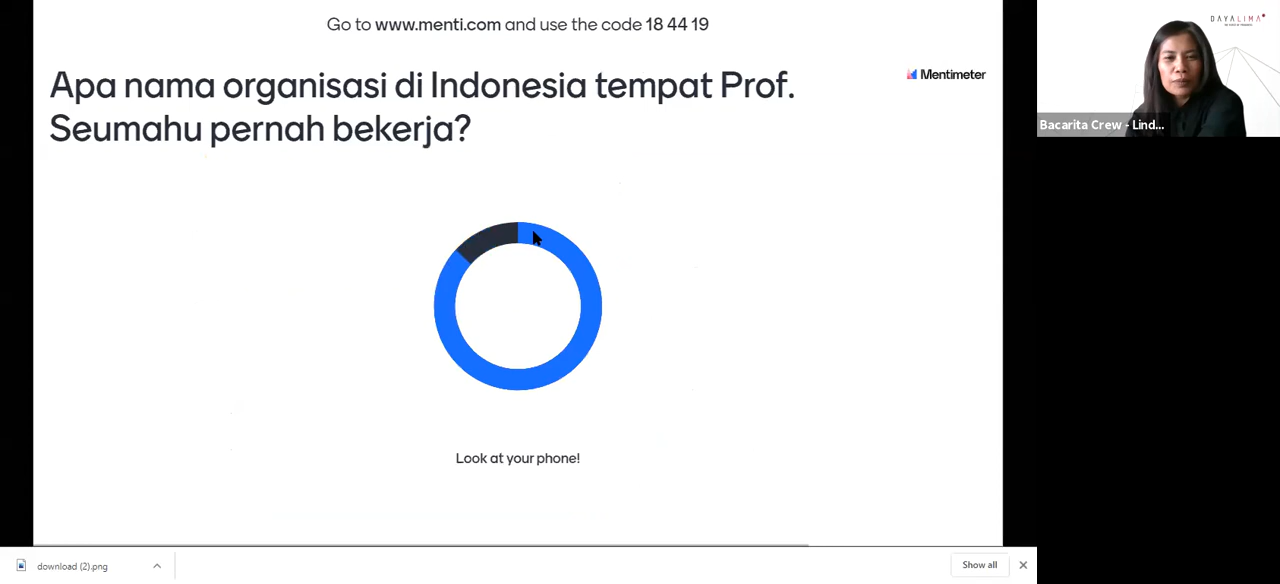 Go to www.menti.com and use the code 18 44 19
Apa nama organisasi di Indonesia tempat Prof.
Seumahu pernah bekerja?
Mentimeter
DAYALIMA
Bacarita Crew - Lind...
Look at your phone!
download (2).png
Show all